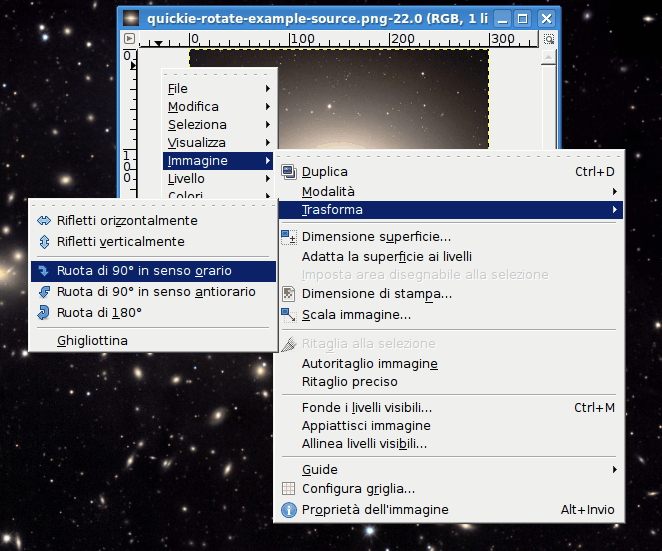 quickie-rotate-example-source.png-22.0 (RGB, 1 li
0 100 200 300
0
100
File
Modifica
Seleziona
Visualizza
Immagine
Livello
Colori
Duplica Ctrl+D
Modalità
Trasforma
Dimensione superficie...
Adatta la superficie ai livelli
Imposta area disegnabile alla selezione
Dimensione di stampa...
Scala immagine...
Ritaglia alla selezione
Autoritaglio immagine
Ritaglio preciso
Fonde i livelli visibili... Ctrl+M
Appiattisci immagine
Allinea livelli visibili...
Guide
Configura griglia...
Proprietà dell'immagine Alt+Invio
Rifletti orizzontalmente
Rifletti verticalmente
Ruota di 90° in senso orario
Ruota di 90° in senso antiorario
Ruota di 180°
Ghigliottina